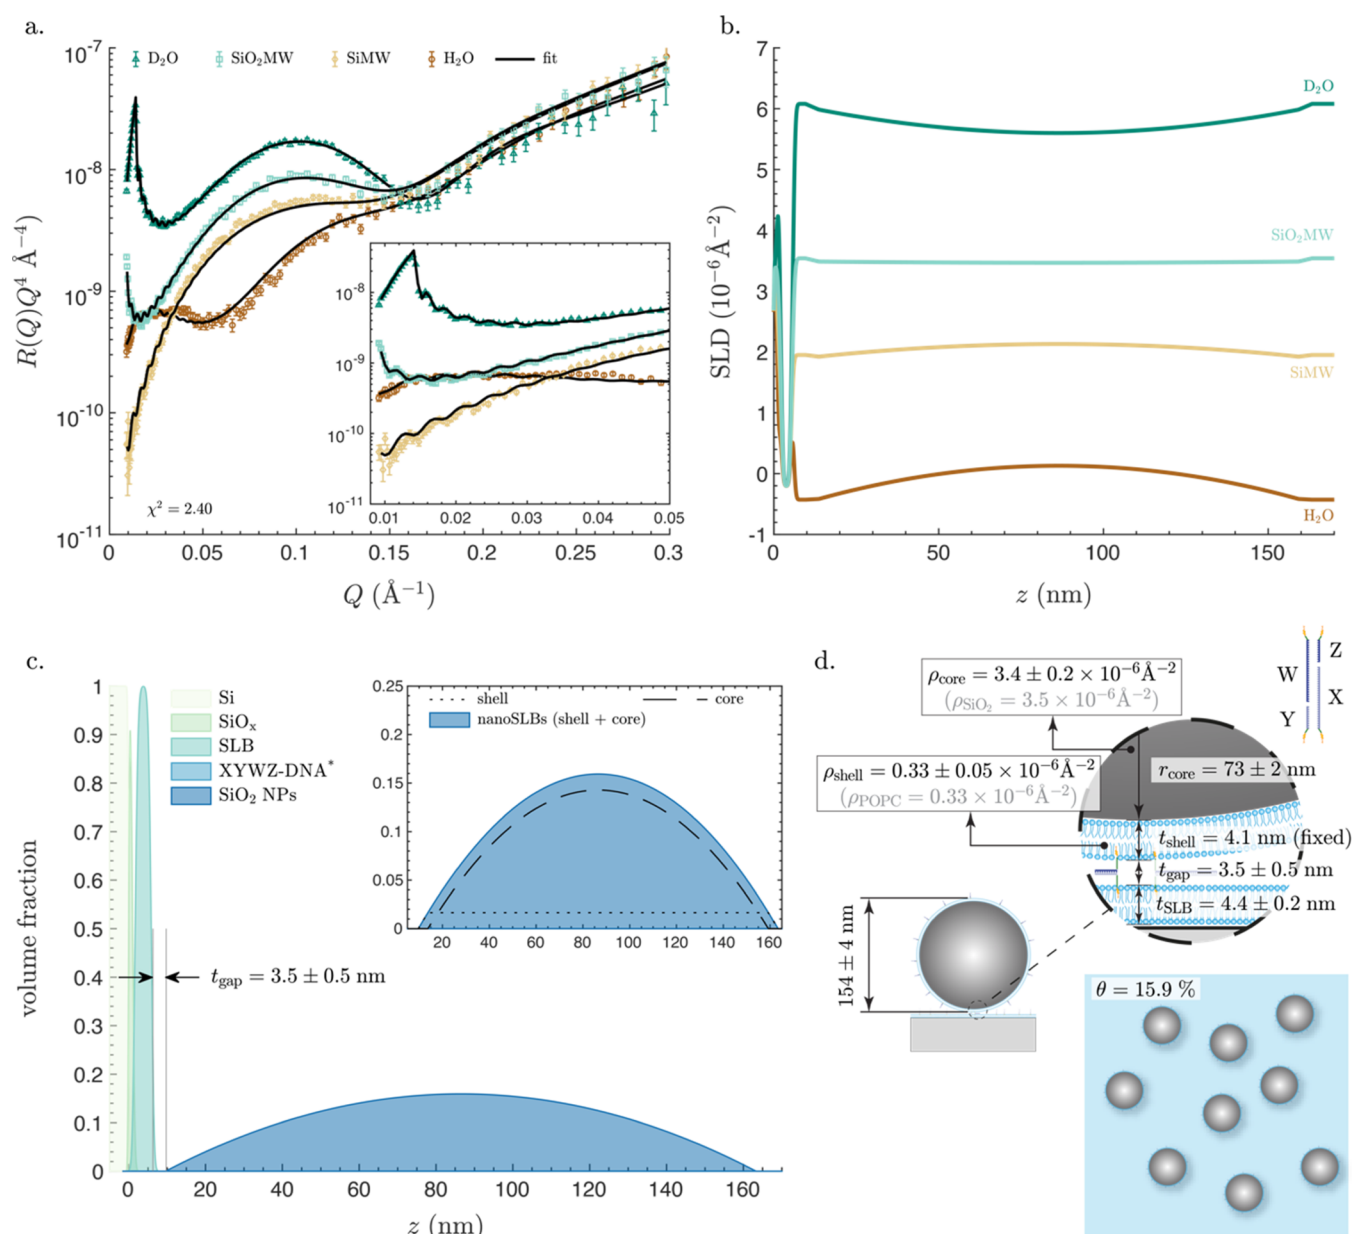 a.
D₂O SiO₂MW SiMW H₂O fit
10⁻⁷
10⁻⁸
10⁻⁹
10⁻¹⁰
10⁻¹¹
R(Q)Q⁴ Å⁻⁴)
χ² = 2.40
0 0.05 0.1 0.15 0.2 0.25 0.3
Q (Å⁻¹)
10⁻⁸
10⁻⁹
10⁻¹⁰
10⁻¹¹
0.01 0.02 0.03 0.04 0.05
b.
7
6
5
4
3
2
1
0
-1
SLD (10⁻⁶Å⁻²)
D₂O
SiO₂MW
SiMW
H₂O
0 50 100 150
z (nm)
c.
1
0.9
0.8
0.7
0.6
0.5
0.4
0.3
0.2
0.1
0
volume fraction
Si
SiOₓ
SLB
XYWZ-DNA*
SiO₂ NPs
t_gap = 3.5 ± 0.5 nm
0 20 40 60 80 100 120 140 160
z (nm)
0.25
0.2
0.15
0.1
0.05
0
shell core
nanoSLBs (shell + core)
20 40 60 80 100 120 140 160
d.
ρ_core = 3.4 ± 0.2 × 10⁻⁶Å⁻²
(ρ_SiO₂ = 3.5 × 10⁻⁶Å⁻²)
ρ_shell = 0.33 ± 0.05 × 10⁻⁶Å⁻²
(ρ_POPC = 0.33 × 10⁻⁶Å⁻²)
Z
W
X
Y
r_core = 73 ± 2 nm
t_shell = 4.1 nm (fixed)
t_gap = 3.5 ± 0.5 nm
t_SLB = 4.4 ± 0.2 nm
154 ± 4 nm
θ = 15.9 %